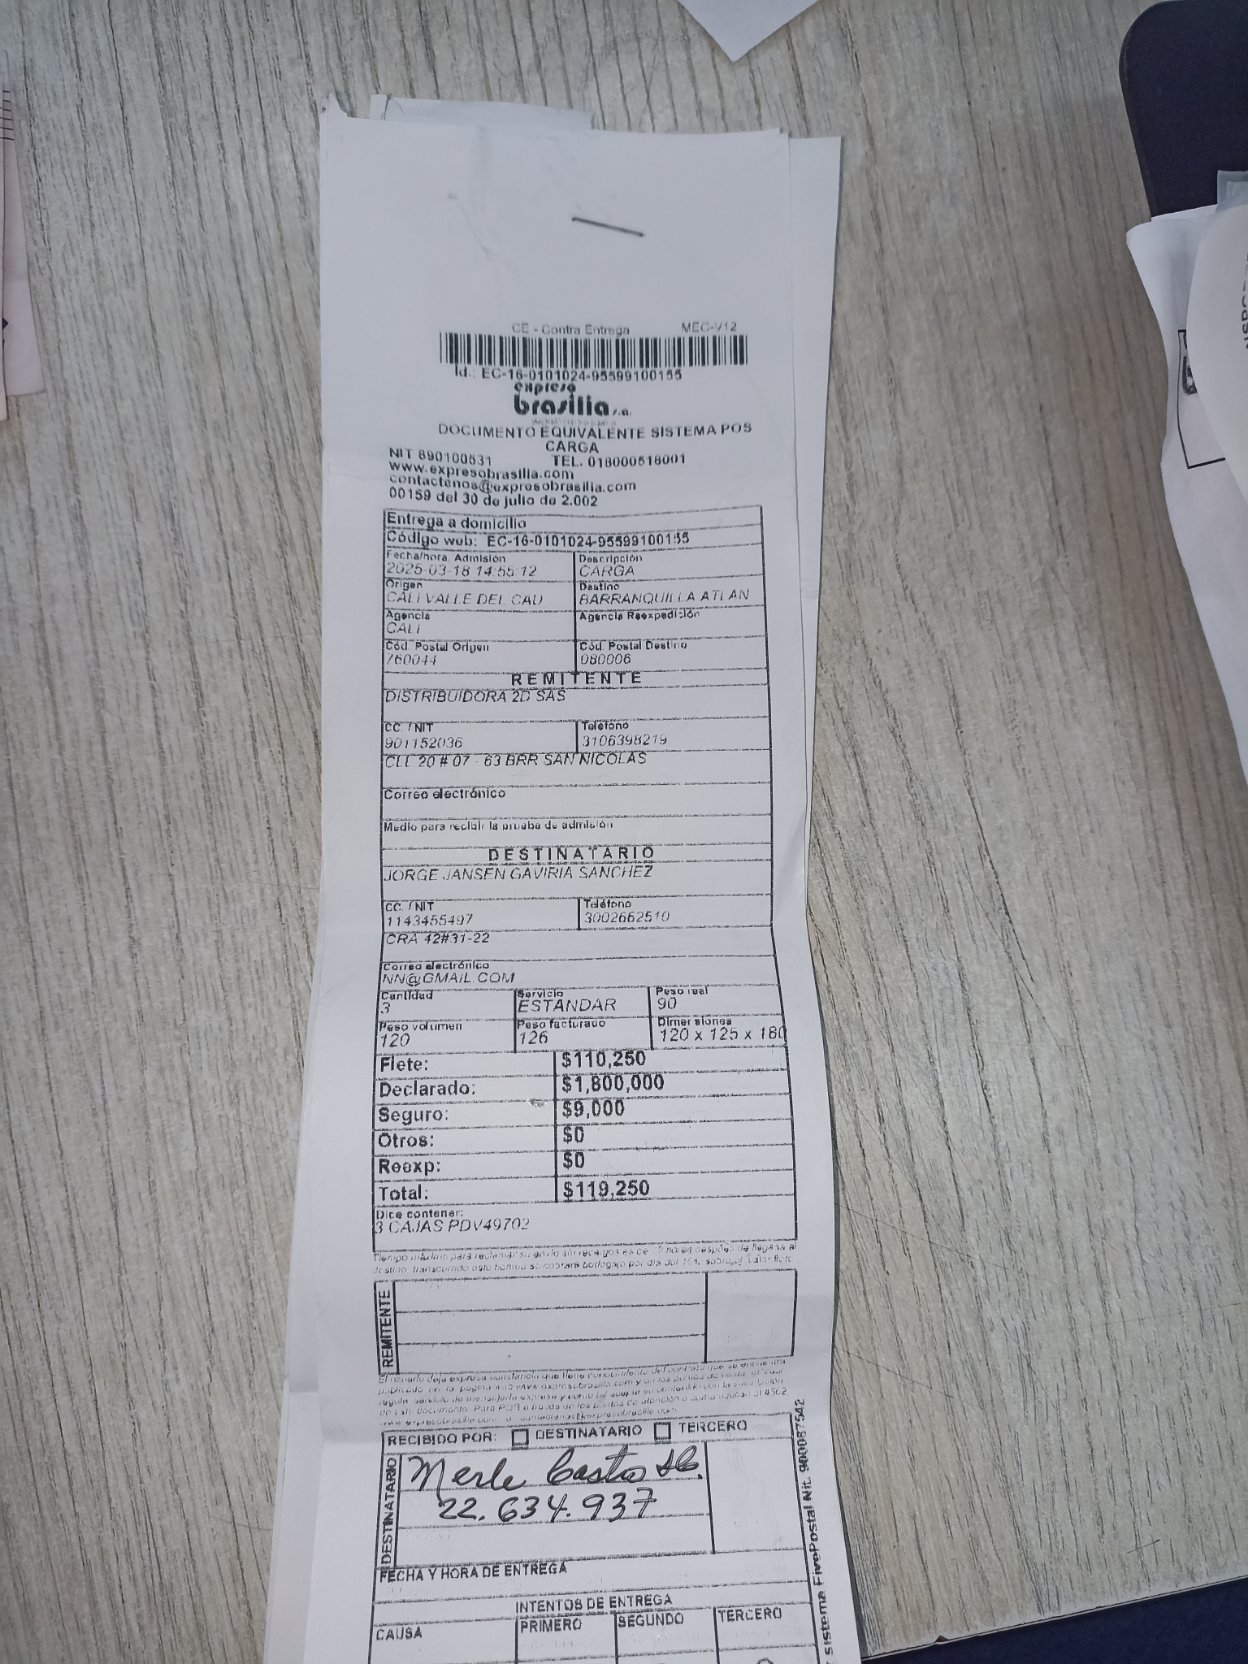 CE - Contra Entrega MEC-V12
Id.: EC-16-0101024-95599100155
expreso
brasilia s.a.
DOCUMENTO EQUIVALENTE SISTEMA POS
CARGA
NIT 890100531 TEL. 018000518001
www.expresobrasilia.com
contactenos@expresobrasilia.com
00159 del 30 de julio de 2.002
Entrega a domicilio
Código web: EC-16-0101024-95599100155
Fecha/hora. Admisión Descripción
2025-03-18 14:55:12 CARGA
Origen Destino
CALI VALLE DEL CAU BARRANQUILLA ATLAN
Agencia Agencia Reexpedición
CALI
Cód. Postal Origen Cód. Postal Destino
760044 080006
REMITENTE
DISTRIBUIDORA 2D SAS
CC. / NIT Teléfono
901152036 3106398219
CLL 20 # 07 - 63 BRR SAN NICOLAS
Correo electrónico
Medio para recibir la prueba de admisión
DESTINATARIO
JORGE JANSEN GAVIRIA SANCHEZ
CC. / NIT Teléfono
1143455497 3002662510
CRA 42#31-22
Correo electrónico
NN@GMAIL.COM
Cantidad Servicio Peso real
3 ESTANDAR 90
Peso volumen Peso facturado Dimensiones
120 126 120 x 125 x 180
Flete: $110,250
Declarado: $1,800,000
Seguro: $9,000
Otros: $0
Reexp: $0
Total: $119,250
Dice contener:
3 CAJAS PDV49702
REMITENTE
RECIBIDO POR: DESTINATARIO TERCERO
DESTINATARIO
Merle Castro
22.634.937
FECHA Y HORA DE ENTREGA
INTENTOS DE ENTREGA
CAUSA PRIMERO SEGUNDO TERCERO
sistema FivePostal Nit. 900087542